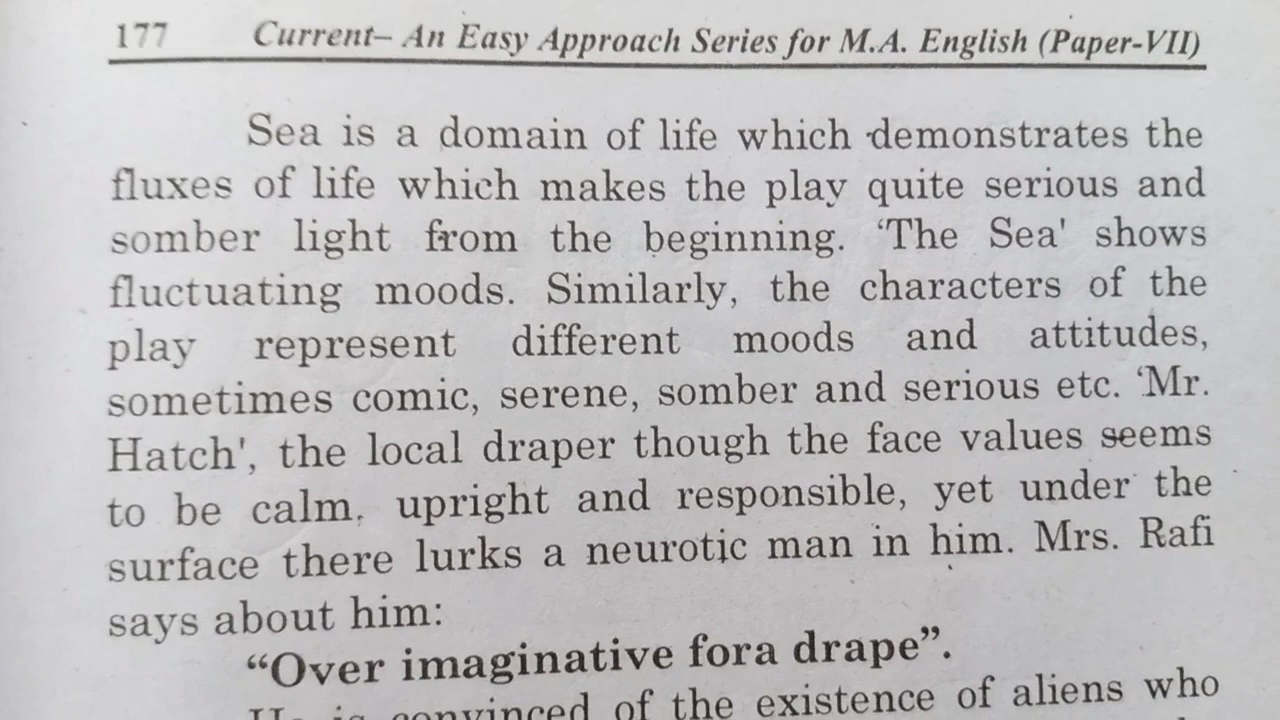 177 Current– An Easy Approach Series for M.A. English (Paper-VII)
Sea is a domain of life which demonstrates the
fluxes of life which makes the play quite serious and
somber light from the beginning. ‘The Sea' shows
fluctuating moods. Similarly, the characters of the
play represent different moods and attitudes,
sometimes comic, serene, somber and serious etc. ‘Mr.
Hatch', the local draper though the face values seems
to be calm, upright and responsible, yet under the
surface there lurks a neurotic man in him. Mrs. Rafi
says about him:
“Over imaginative fora drape”.
He is convinced of the existence of aliens who